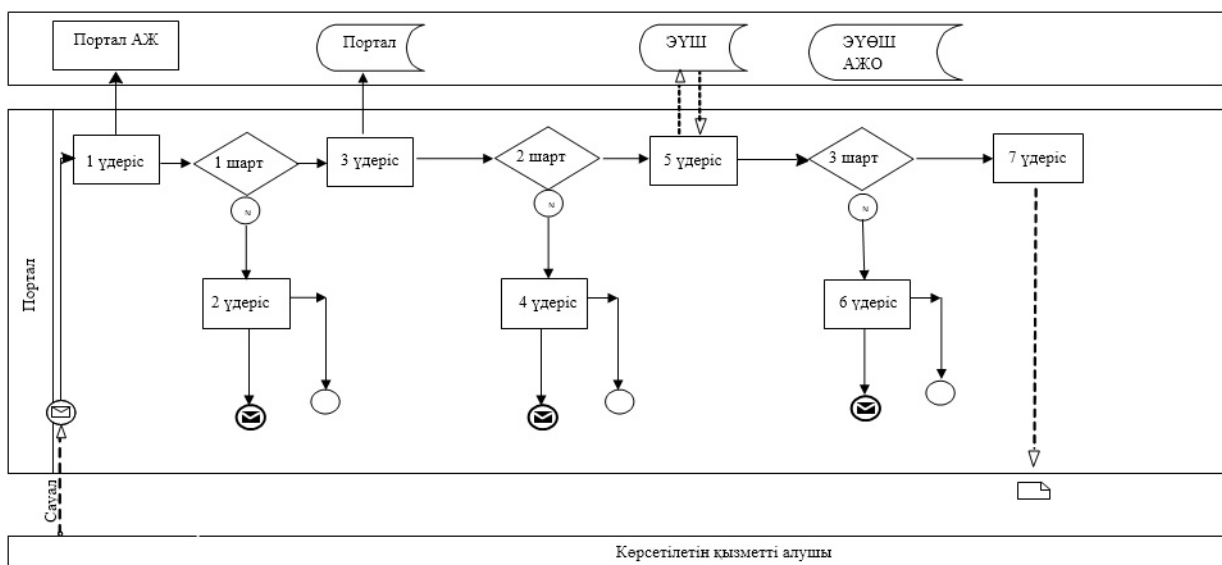 Портал АЖ
Портал
ЭҮШ
ЭҮӨШ
АЖО
1 үдеріс
1 шарт
3 үдеріс
2 шарт
5 үдеріс
3 шарт
7 үдеріс
N
N
N
2 үдеріс
4 үдеріс
6 үдеріс
Портал
Сауал
Көрсетілетін қызметті алушы